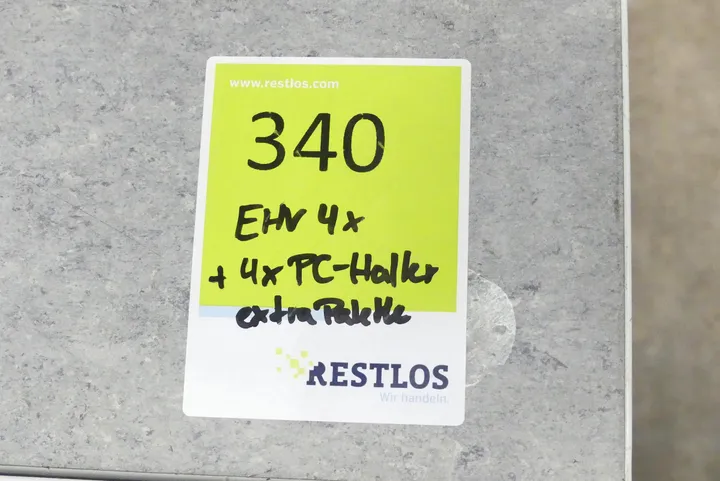 www.restlos.com
340
EHV 4x
+ 4x PC-Halter
extra Palette
RESTLOS
Wir handeln.